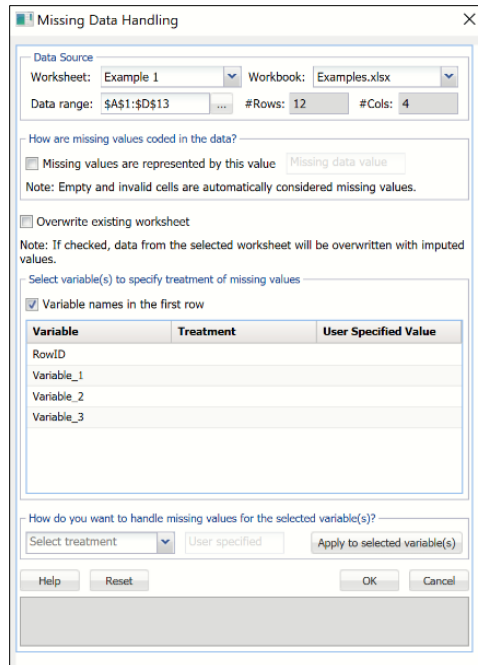 Missing Data Handling
Data Source
Worksheet: Example 1 Workbook: Examples.xlsx
Data range: $A$1:$D$13 ... #Rows: 12 #Cols: 4
How are missing values coded in the data?
Missing values are represented by this value Missing data value
Note: Empty and invalid cells are automatically considered missing values.
Overwrite existing worksheet
Note: If checked, data from the selected worksheet will be overwritten with imputed
values.
Select variable(s) to specify treatment of missing values
Variable names in the first row
Variable Treatment User Specified Value
RowID
Variable_1
Variable_2
Variable_3
How do you want to handle missing values for the selected variable(s)?
Select treatment User specified Apply to selected variable(s)
Help Reset OK Cancel